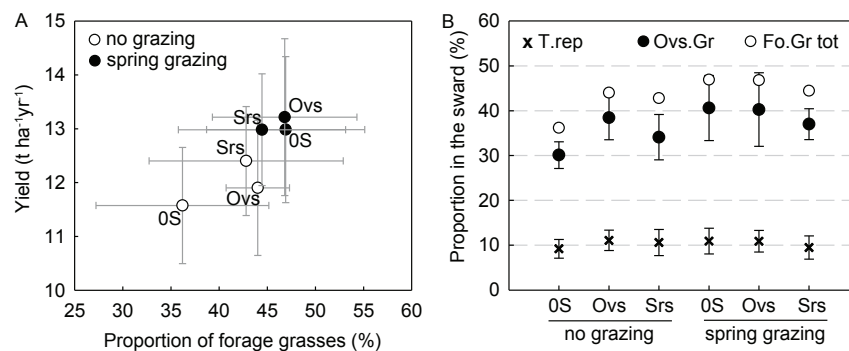 A
15
14
13
12
11
10
Yield (t ha⁻¹yr⁻¹)
no grazing
spring grazing
Ovs
Srs
0S
Srs
Ovs
0S
25 30 35 40 45 50 55 60
Proportion of forage grasses (%)
B
60
50
40
30
20
10
0
Proportion in the sward (%)
T.rep Ovs.Gr Fo.Gr tot
0S Ovs Srs 0S Ovs Srs
no grazing spring grazing